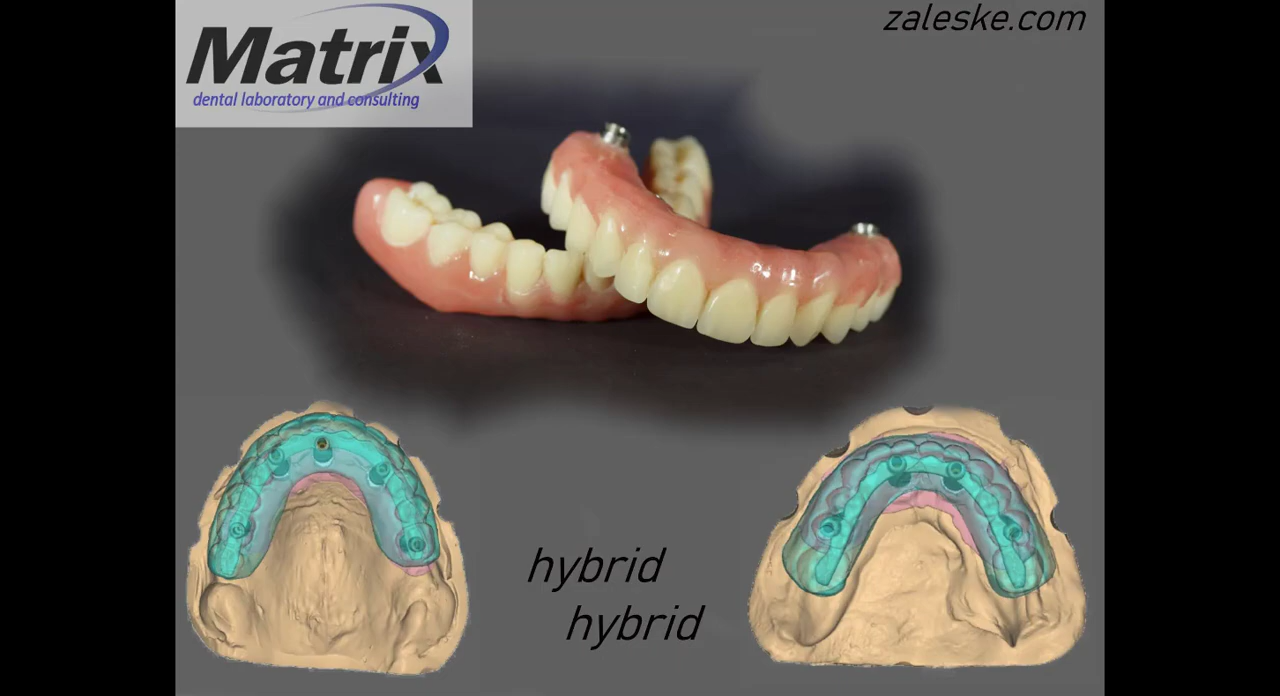 Matrix
dental laboratory and consulting
zaleske.com
hybrid
hybrid